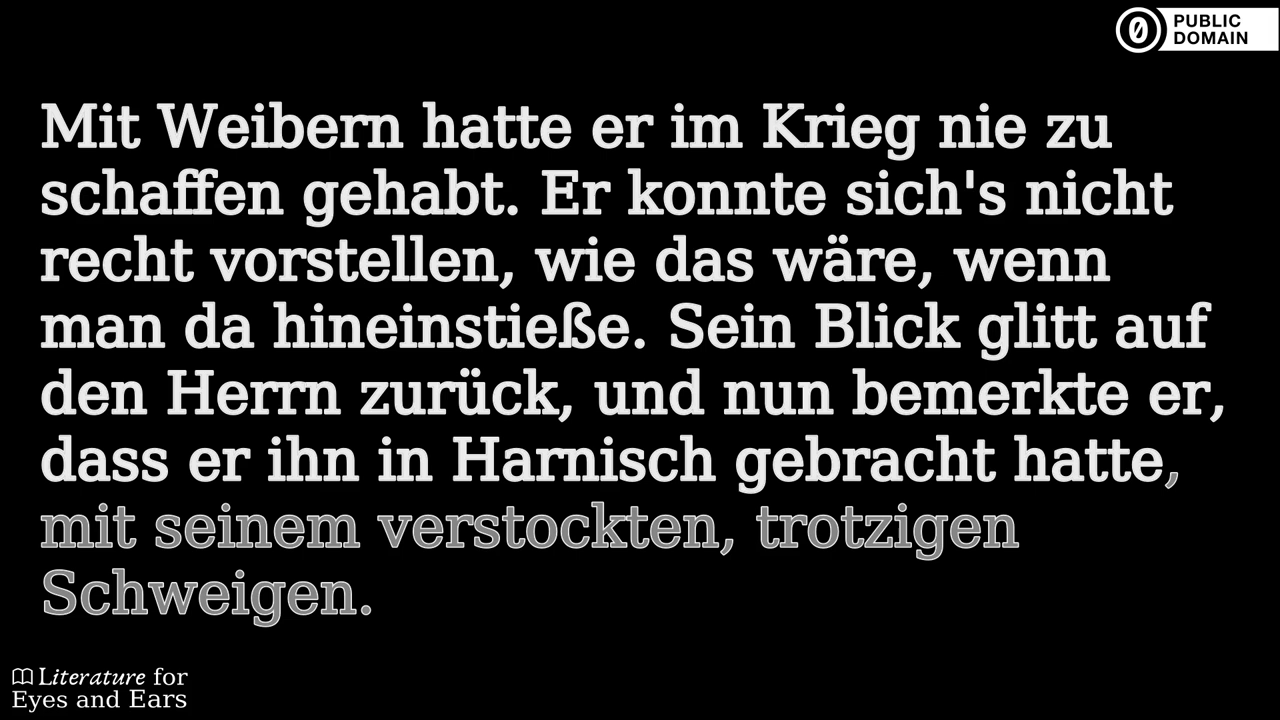 PUBLIC
DOMAIN
Mit Weibern hatte er im Krieg nie zu
schaffen gehabt. Er konnte sich's nicht
recht vorstellen, wie das wäre, wenn
man da hineinstieße. Sein Blick glitt auf
den Herrn zurück, und nun bemerkte er,
dass er ihn in Harnisch gebracht hatte,
mit seinem verstockten, trotzigen
Schweigen.
Literature for
Eyes and Ears